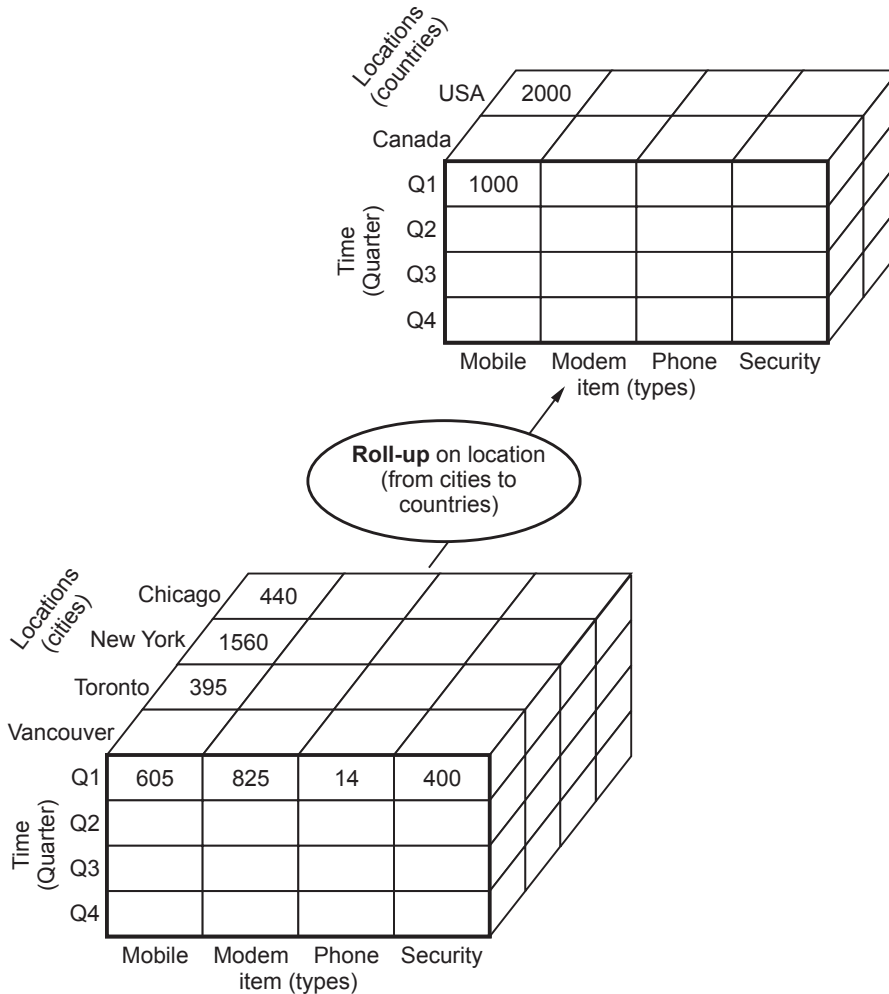 Locations
(countries)
USA 2000
Canada
Q1 1000
Q2
Q3
Q4
Time
(Quarter)
Mobile Modem Phone Security
item (types)
Roll-up on location
(from cities to
countries)
Locations
(cities)
Chicago 440
New York 1560
Toronto 395
Vancouver
Q1 605 825 14 400
Q2
Q3
Q4
Time
(Quarter)
Mobile Modem Phone Security
item (types)